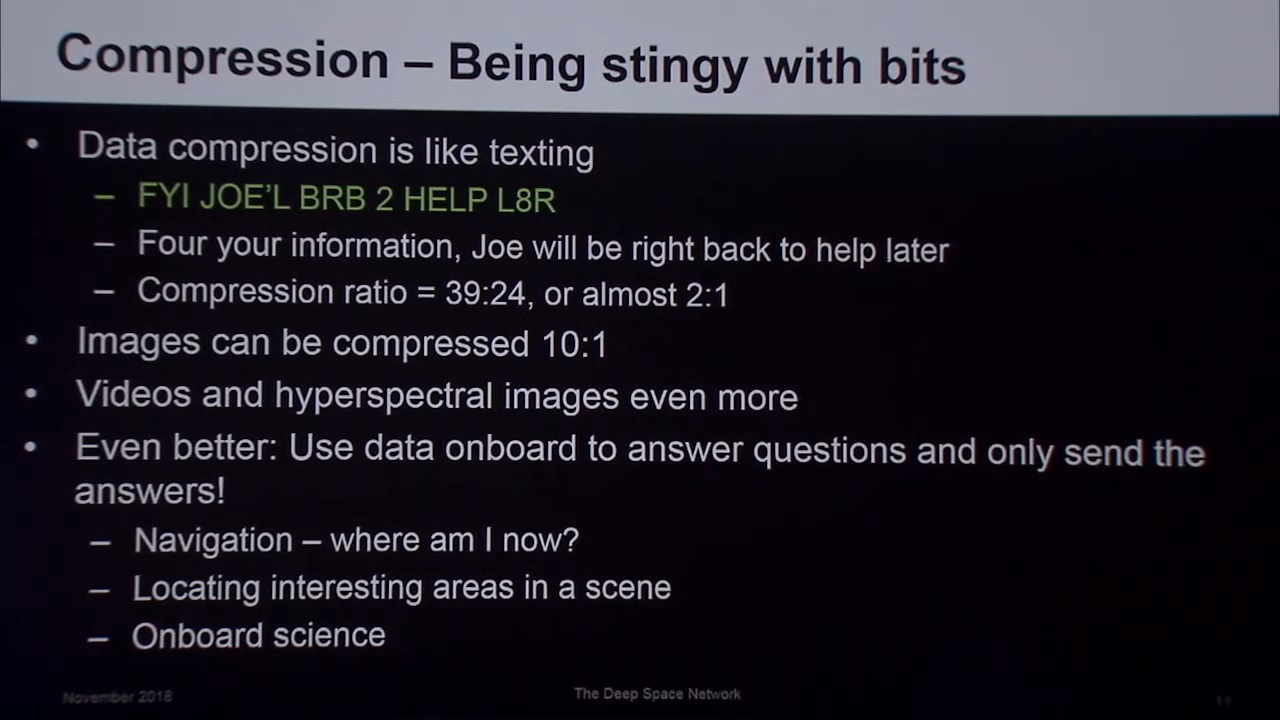 Compression – Being stingy with bits
• Data compression is like texting
– FYI JOE'L BRB 2 HELP L8R
– Four your information, Joe will be right back to help later
– Compression ratio = 39:24, or almost 2:1
• Images can be compressed 10:1
• Videos and hyperspectral images even more
• Even better: Use data onboard to answer questions and only send the
answers!
– Navigation – where am I now?
– Locating interesting areas in a scene
– Onboard science
November 2018
The Deep Space Network
11